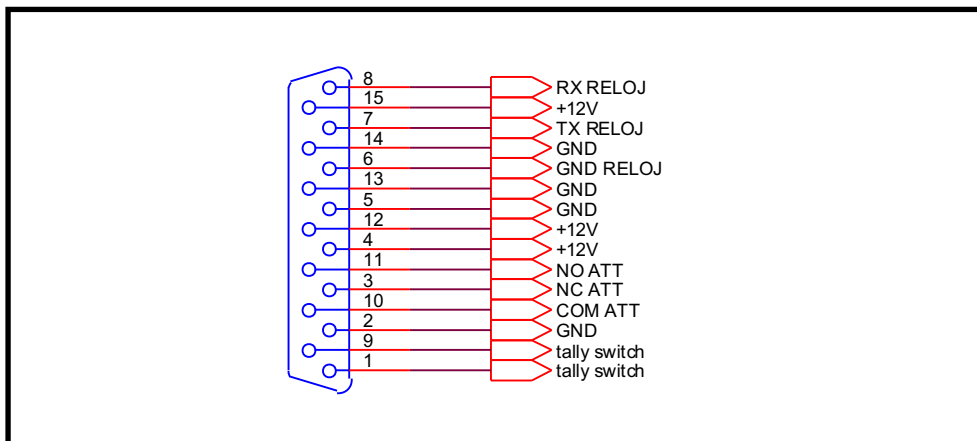 8 RX RELOJ
15 +12V
7 TX RELOJ
14 GND
6 GND RELOJ
13 GND
5 GND
12 +12V
4 +12V
11 NO ATT
3 NC ATT
10 COM ATT
2 GND
9 tally switch
1 tally switch